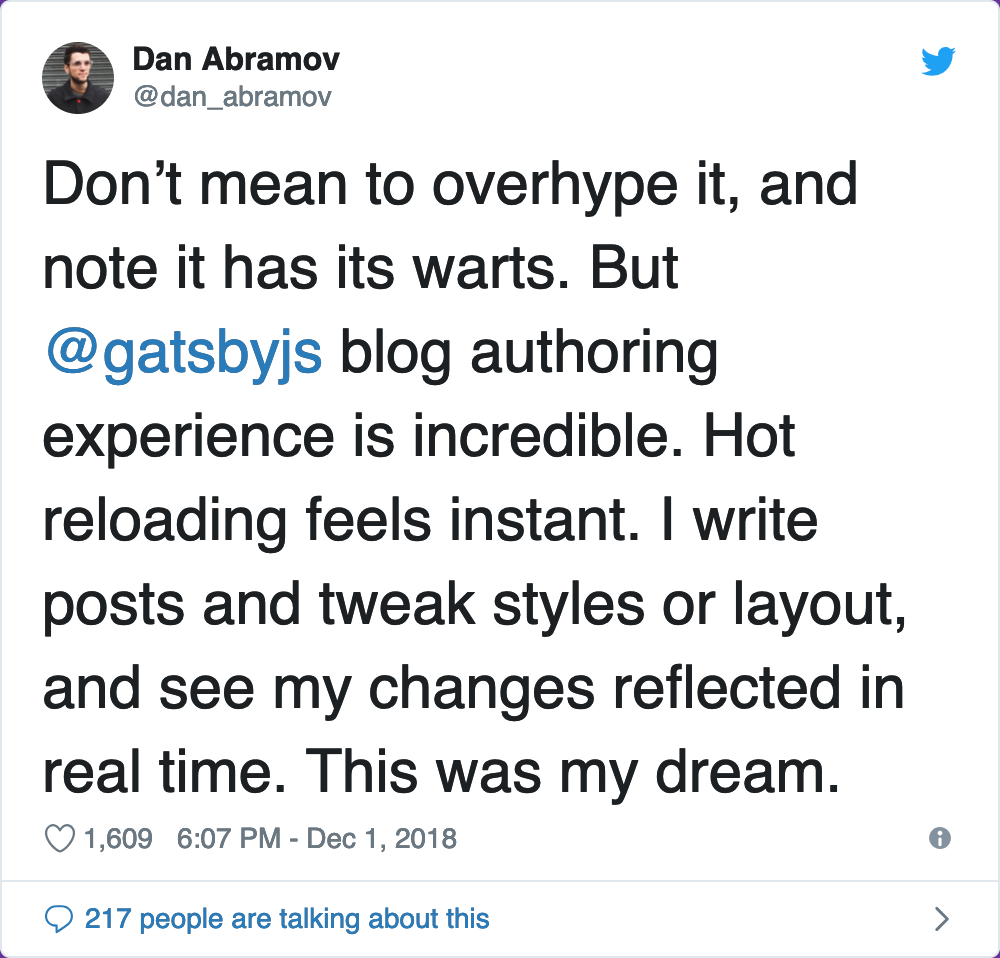 Dan Abramov
@dan_abramov
Don’t mean to overhype it, and
note it has its warts. But
@gatsbyjs blog authoring
experience is incredible. Hot
reloading feels instant. I write
posts and tweak styles or layout,
and see my changes reflected in
real time. This was my dream.
1,609 6:07 PM - Dec 1, 2018
217 people are talking about this